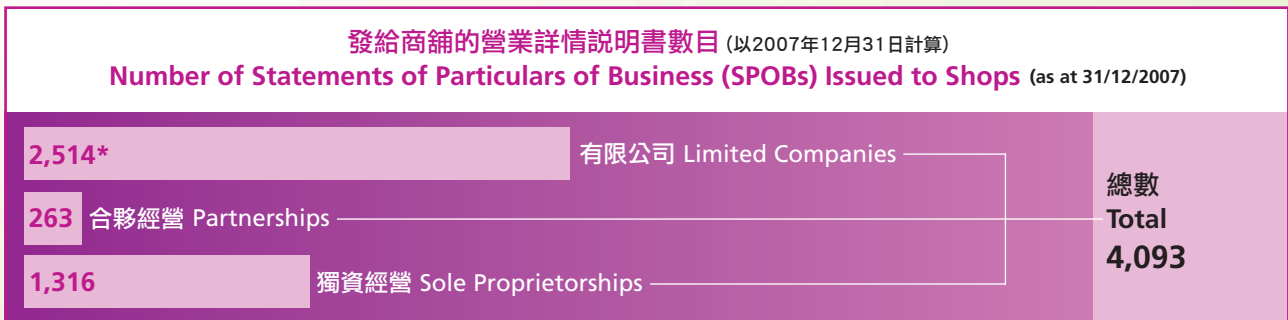 發給商舖的營業詳情說明書數目 (以2007年12月31日計算)
Number of Statements of Particulars of Business (SPOBs) Issued to Shops (as at 31/12/2007)
2,514* 有限公司 Limited Companies
263 合夥經營 Partnerships
1,316 獨資經營 Sole Proprietorships
總數
Total
4,093